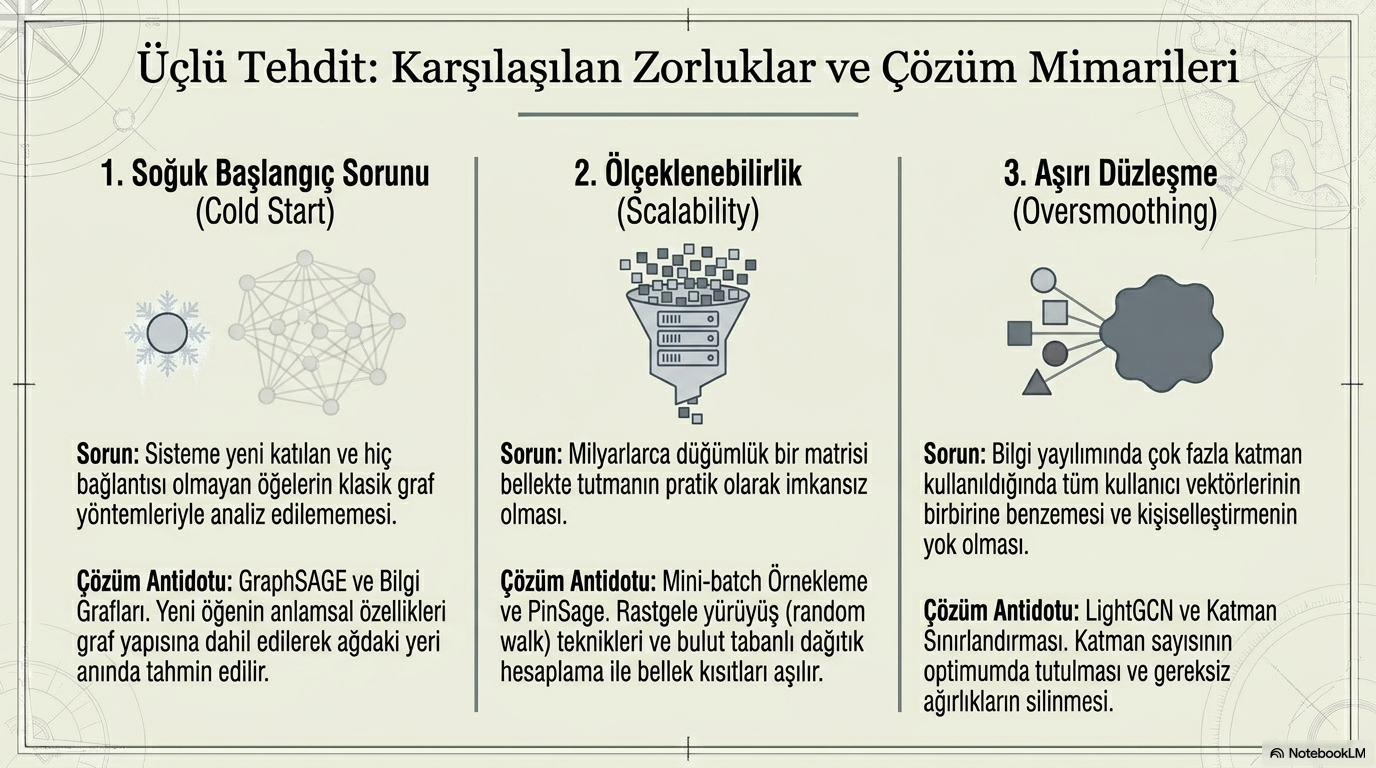 Üçlü Tehdit: Karşılaşılan Zorluklar ve Çözüm Mimarileri
1. Soğuk Başlangıç Sorunu
(Cold Start)
Sorun: Sisteme yeni katılan ve hiç
bağlantısı olmayan öğelerin klasik graf
yöntemleriyle analiz edilememesi.
Çözüm Antidotu: GraphSAGE ve Bilgi
Grafları. Yeni öğenin anlamsal özellikleri
graf yapısına dahil edilerek ağdaki yeri
anında tahmin edilir.
2. Ölçeklenebilirlik
(Scalability)
Sorun: Milyarlarca düğümlük bir matrisi
bellekte tutmanın pratik olarak imkansız
olması.
Çözüm Antidotu: Mini-batch Örnekleme
ve PinSage. Rastgele yürüyüş (random
walk) teknikleri ve bulut tabanlı dağıtık
hesaplama ile bellek kısıtları aşılır.
3. Aşırı Düzleşme
(Oversmoothing)
Sorun: Bilgi yayılımında çok fazla katman
kullanıldığında tüm kullanıcı vektörlerinin
birbirine benzemesi ve kişiselleştirmenin
yok olması.
Çözüm Antidotu: LightGCN ve Katman
Sınırlandırması. Katman sayısının
optimumda tutulması ve gereksiz
ağırlıkların silinmesi.
NotebookLM